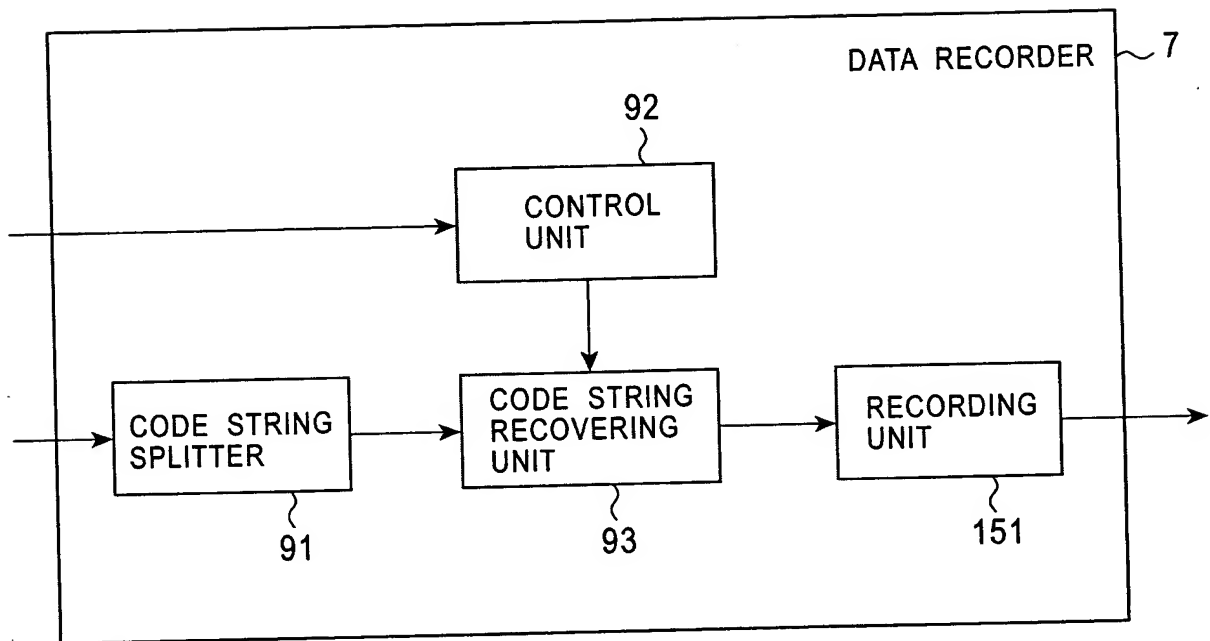 DATA RECORDER
7
92
CONTROL
UNIT
CODE STRING
SPLITTER
CODE STRING
RECOVERING
UNIT
RECORDING
UNIT
91
93
151